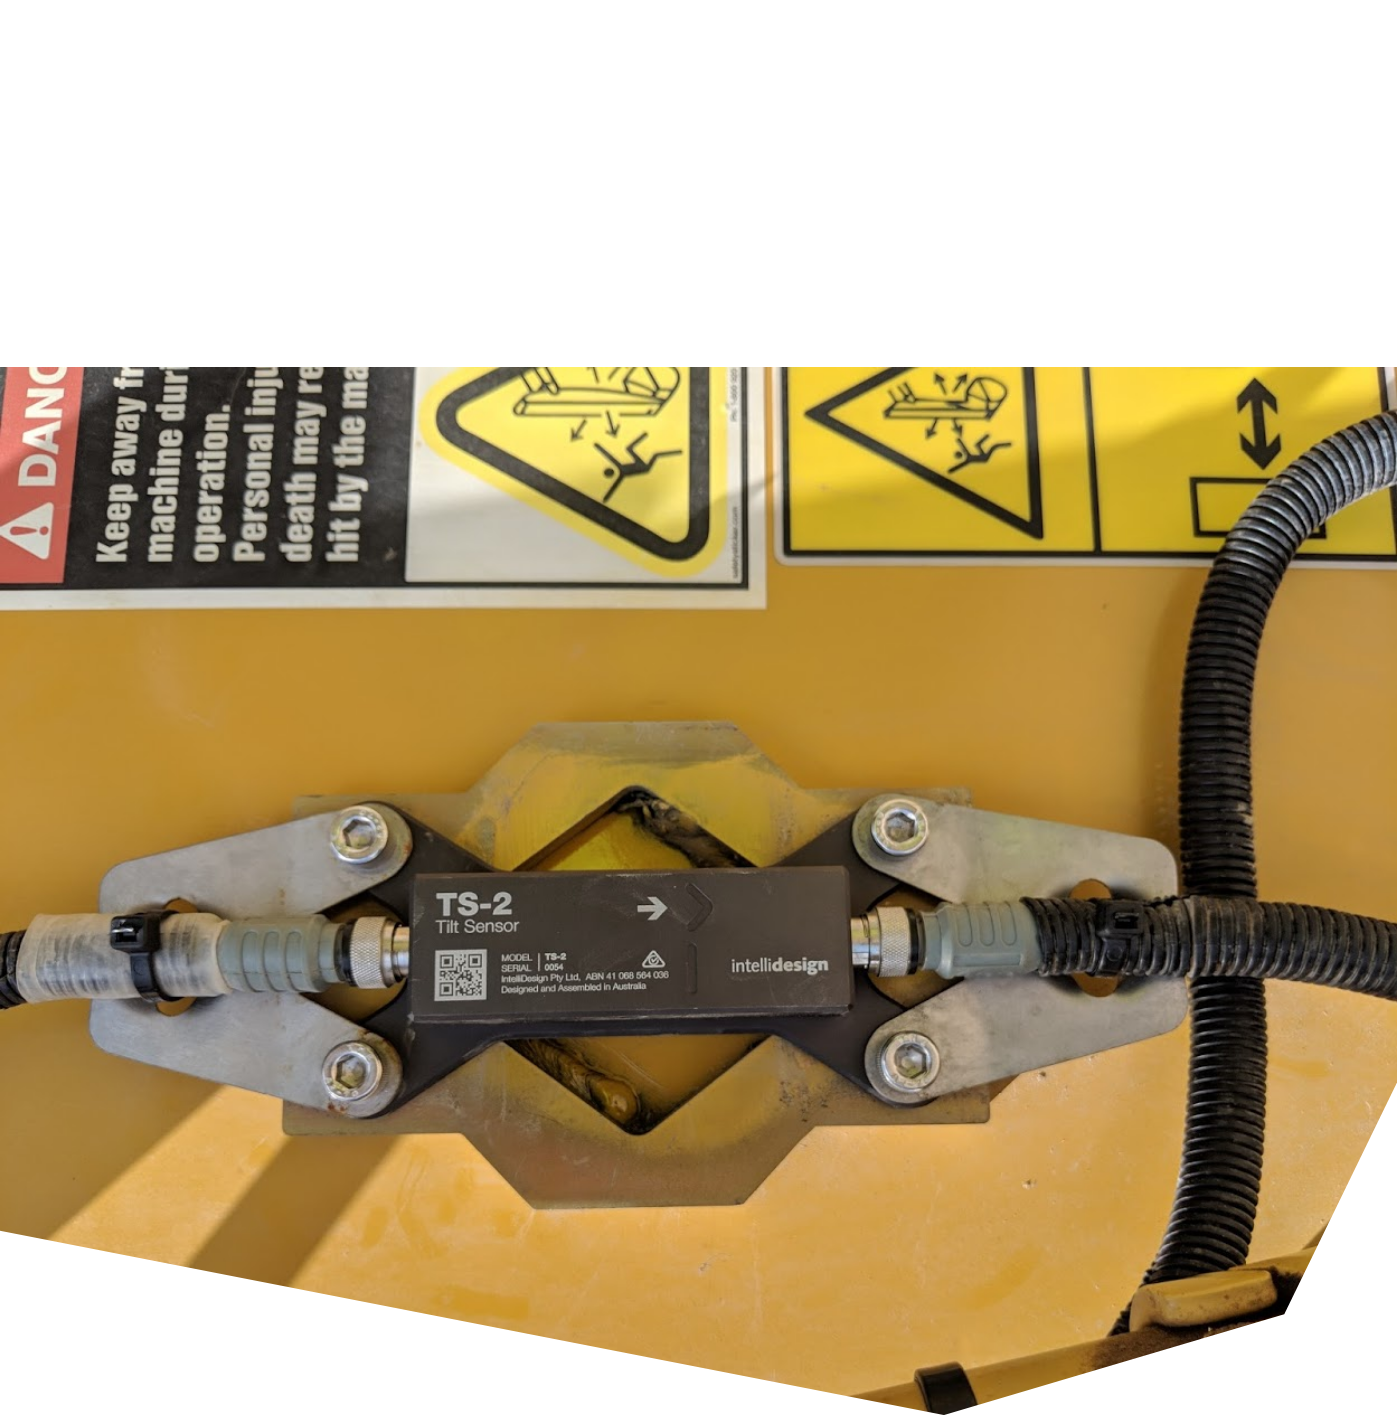 DANG
Keep away fr
machine duri
operation.
Personal inju
death may re
hit by the ma
safetysticker.com
TS-2
Tilt Sensor
MODEL TS-2
SERIAL 0054
IntelliDesign Pty Ltd, ABN 41 068 564 036
Designed and Assembled in Australia
intellidesign